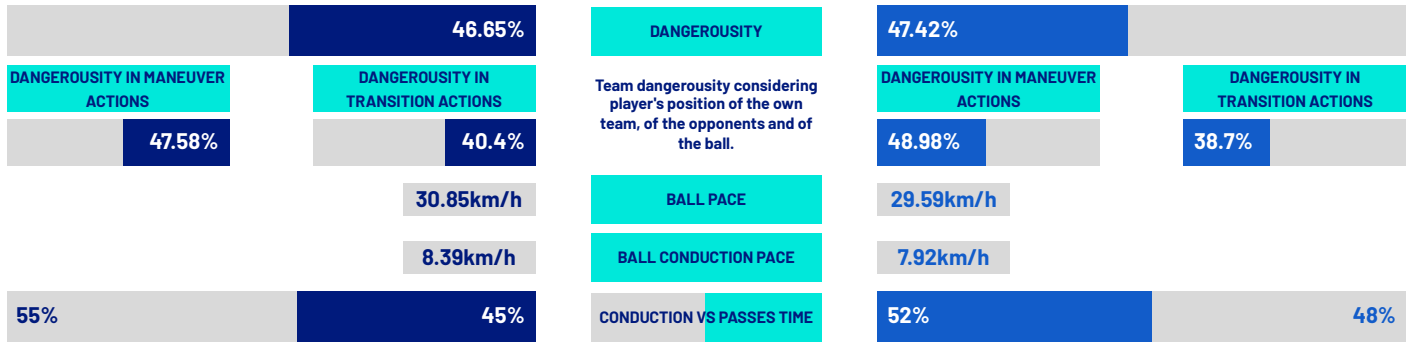 46.65%
DANGEROUSITY
47.42%
DANGEROUSITY IN MANEUVER
ACTIONS
DANGEROUSITY IN
TRANSITION ACTIONS
Team dangerousity considering
player's position of the own
team, of the opponents and of
the ball.
DANGEROUSITY IN MANEUVER
ACTIONS
DANGEROUSITY IN
TRANSITION ACTIONS
47.58%
40.4%
48.98%
38.7%
30.85km/h
BALL PACE
29.59km/h
8.39km/h
BALL CONDUCTION PACE
7.92km/h
55%
45%
CONDUCTION VS PASSES TIME
52%
48%